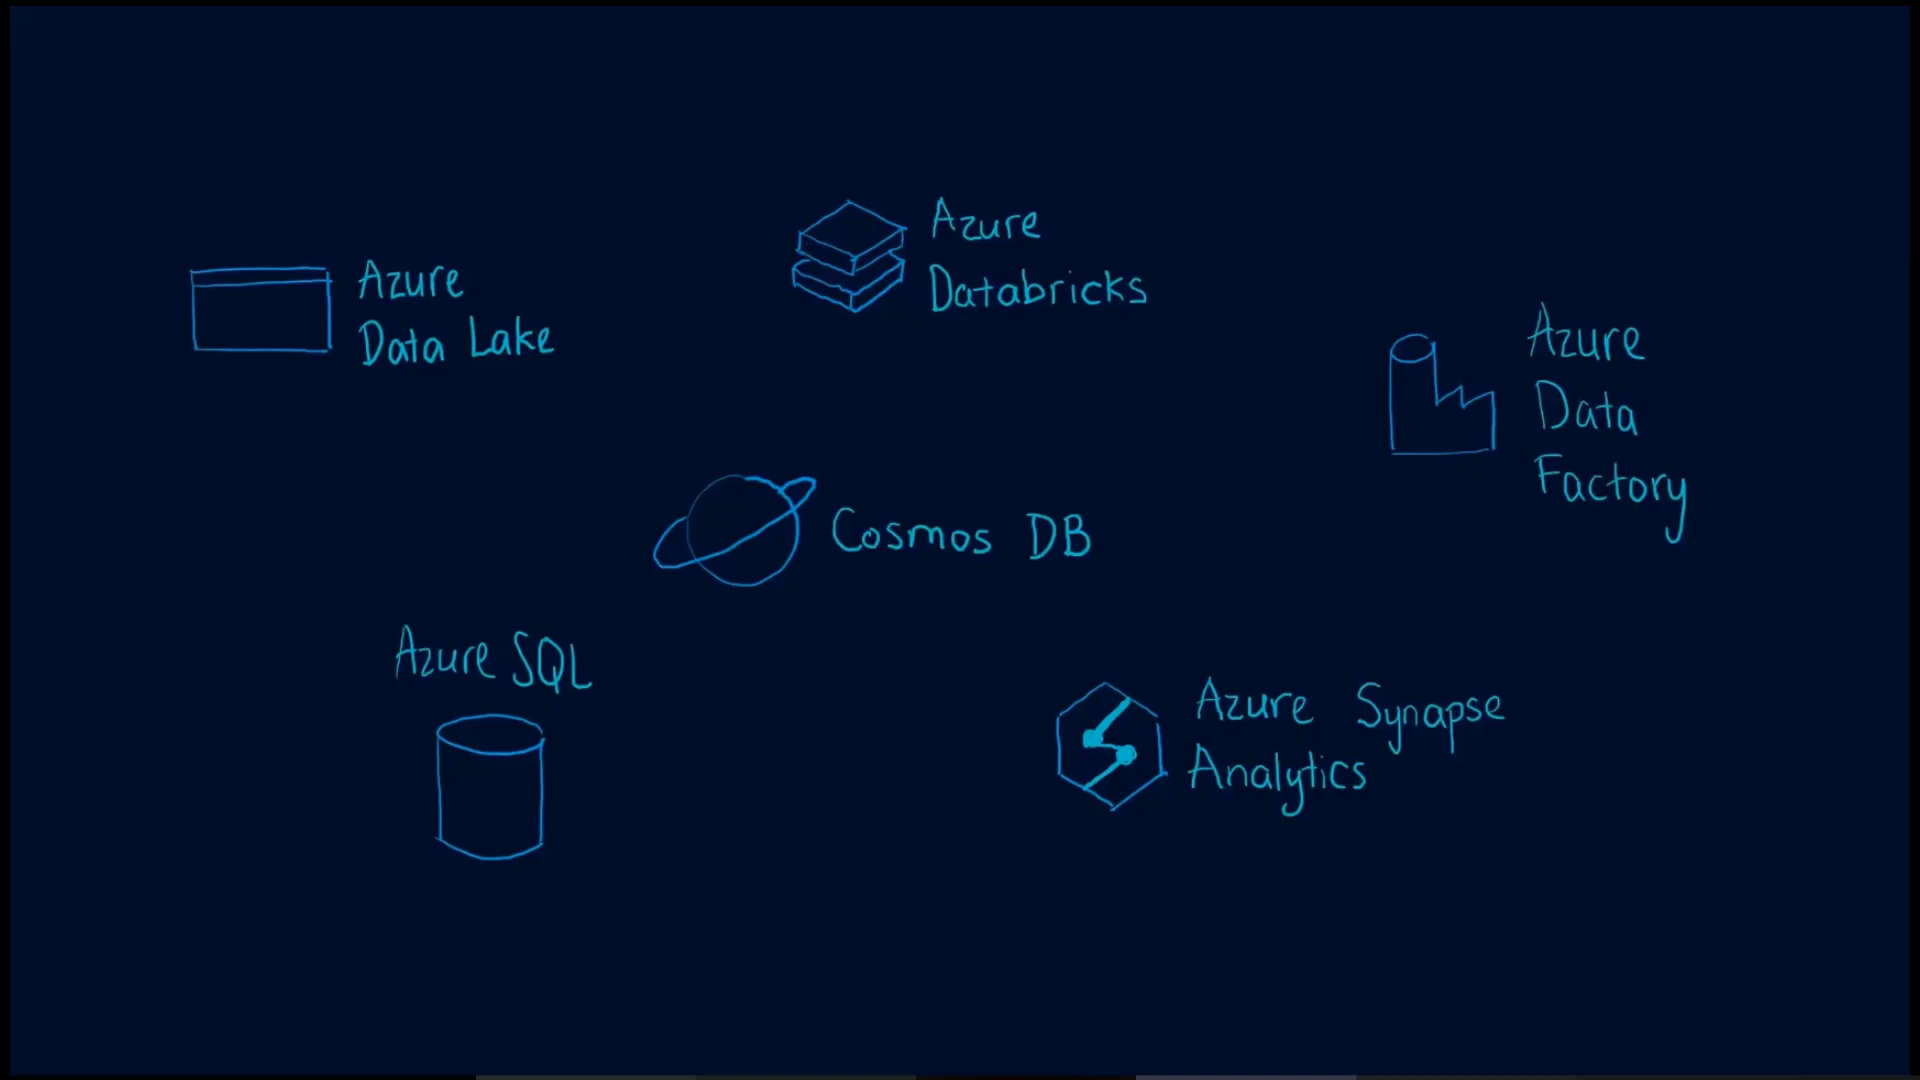 Azure
Data Lake
Azure
Databricks
Azure
Data
Factory
Cosmos DB
Azure SQL
Azure Synapse
Analytics